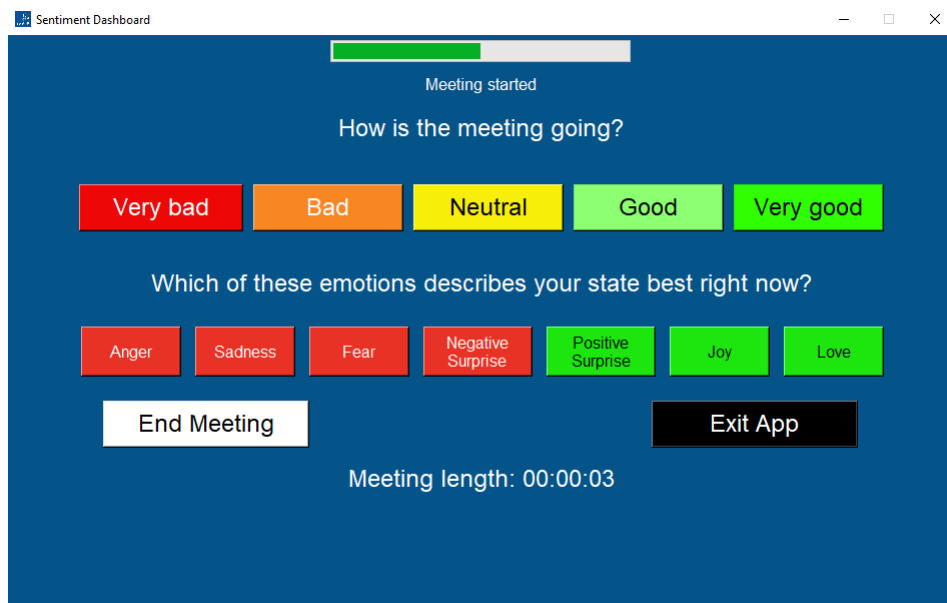 Sentiment Dashboard
Meeting started
How is the meeting going?
Very bad
Bad
Neutral
Good
Very good
Which of these emotions describes your state best right now?
Anger
Sadness
Fear
Negative
Surprise
Positive
Surprise
Joy
Love
End Meeting
Exit App
Meeting length: 00:00:03